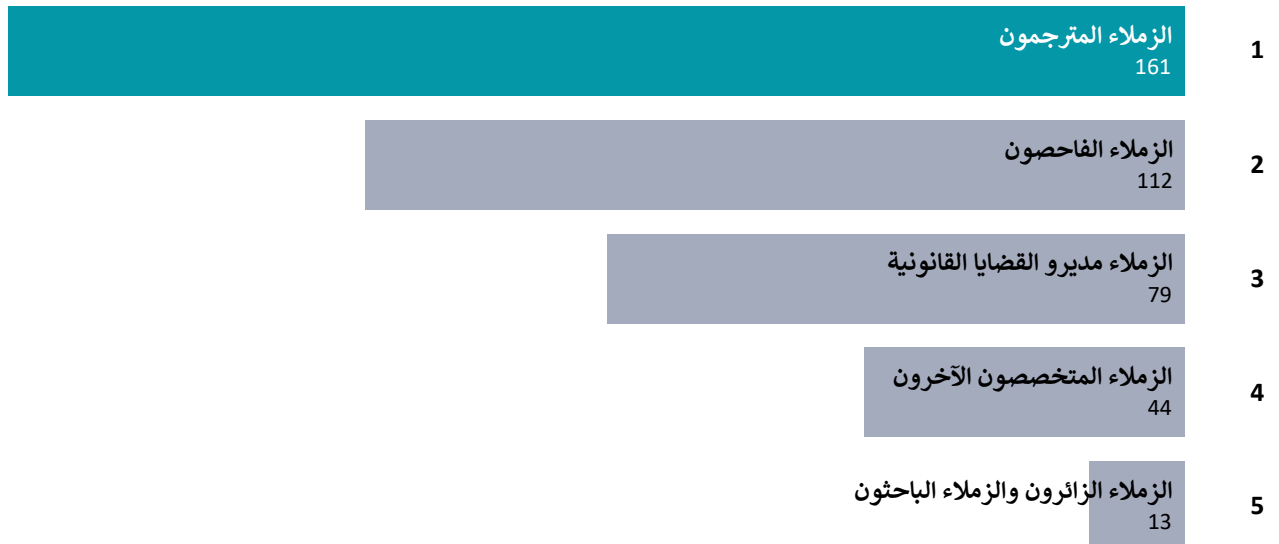 1
الزملاء المترجمون
161
2
الزملاء الفاحصون
112
3
الزملاء مديرو القضايا القانونية
79
4
الزملاء المتخصصون الآخرون
44
5
الزملاء الزائرون والزملاء الباحثون
13